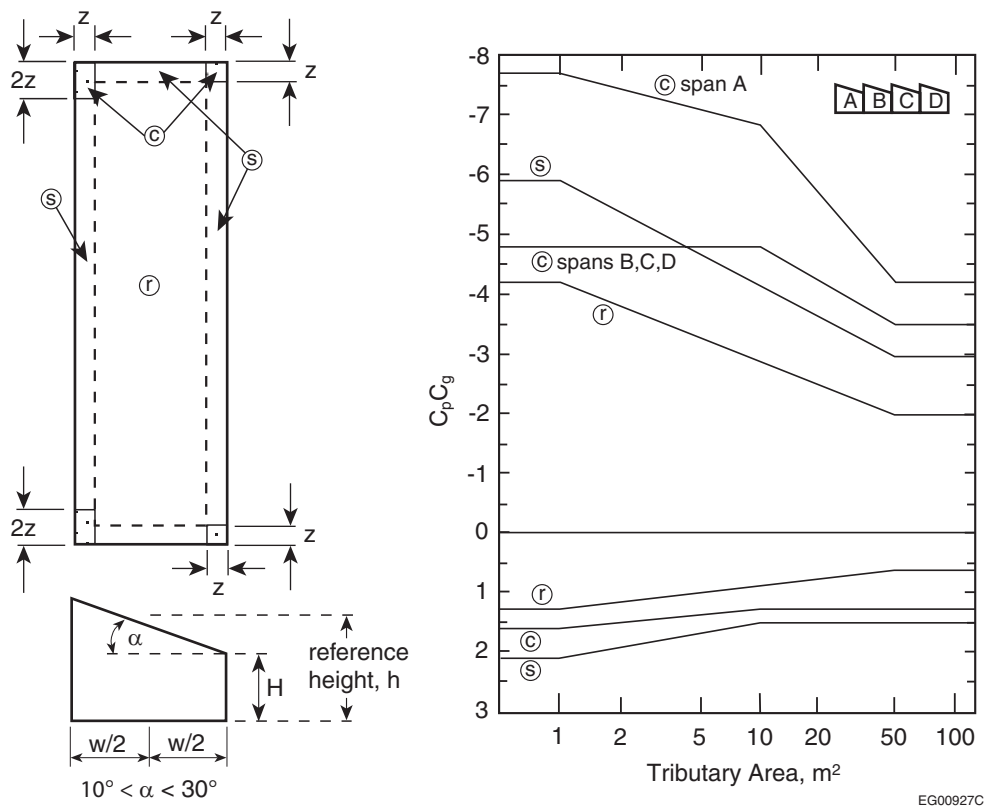 z
z
2z
z
ⓒ
ⓢ
ⓢ
ⓡ
2z
z
z
α
H
reference
height, h
w/2
w/2
10° < α < 30°
CpCg
-8
-7
-6
-5
-4
-3
-2
-1
0
1
2
3
ⓒ span A
A B C D
ⓢ
ⓒ spans B,C,D
ⓡ
ⓡ
ⓒ
ⓢ
1 2 5 10 20 50 100
Tributary Area, m²
EG00927C